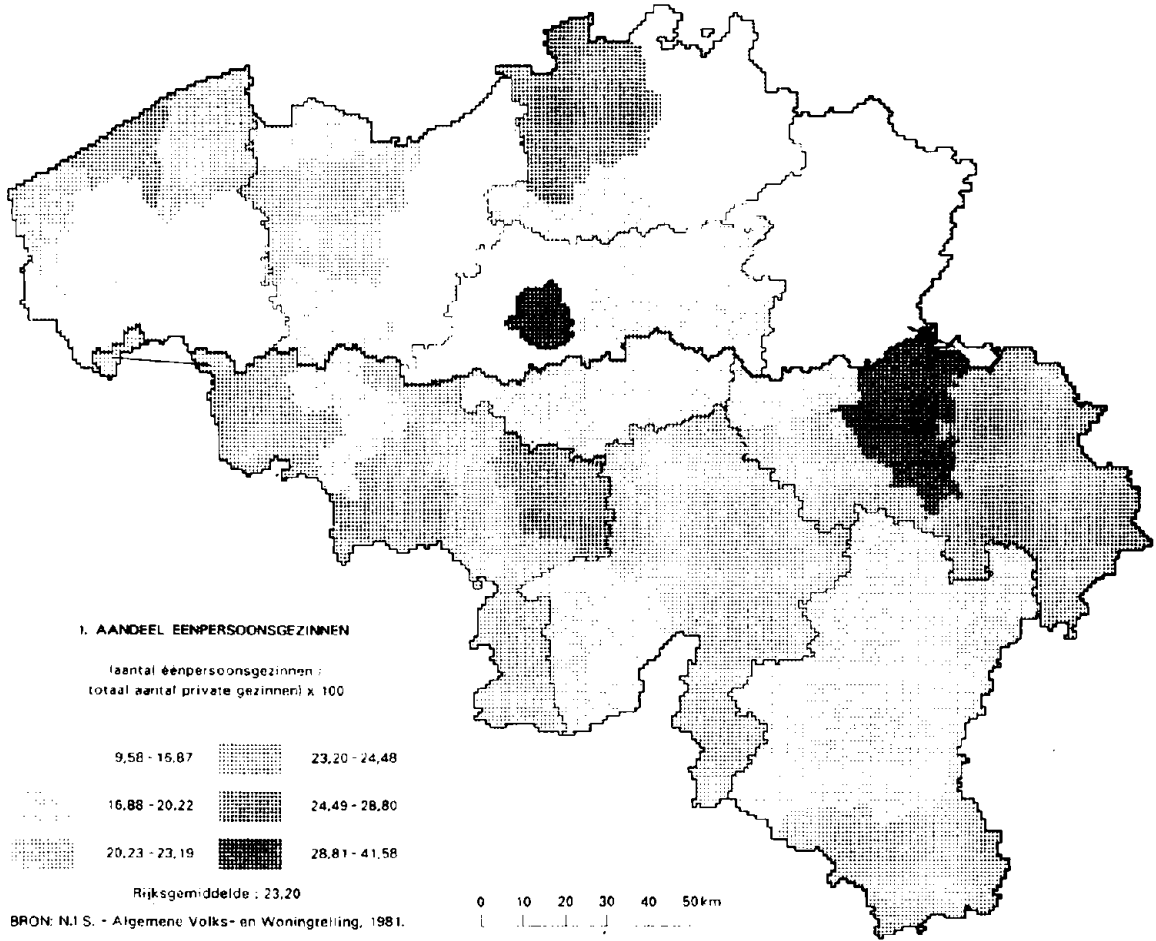 1. AANDEEL EENPERSOONSGEZINNEN
(aantal éénpersoonsgezinnen :
totaal aantal private gezinnen) x 100
9,58 - 16,87 23,20 - 24,48
16,88 - 20,22 24,49 - 28,80
20,23 - 23,19 28,81 - 41,58
Rijksgemiddelde : 23,20
BRON: N.I S. - Algemene Volks- en Woningtelling, 1981.
0 10 20 30 40 50 km